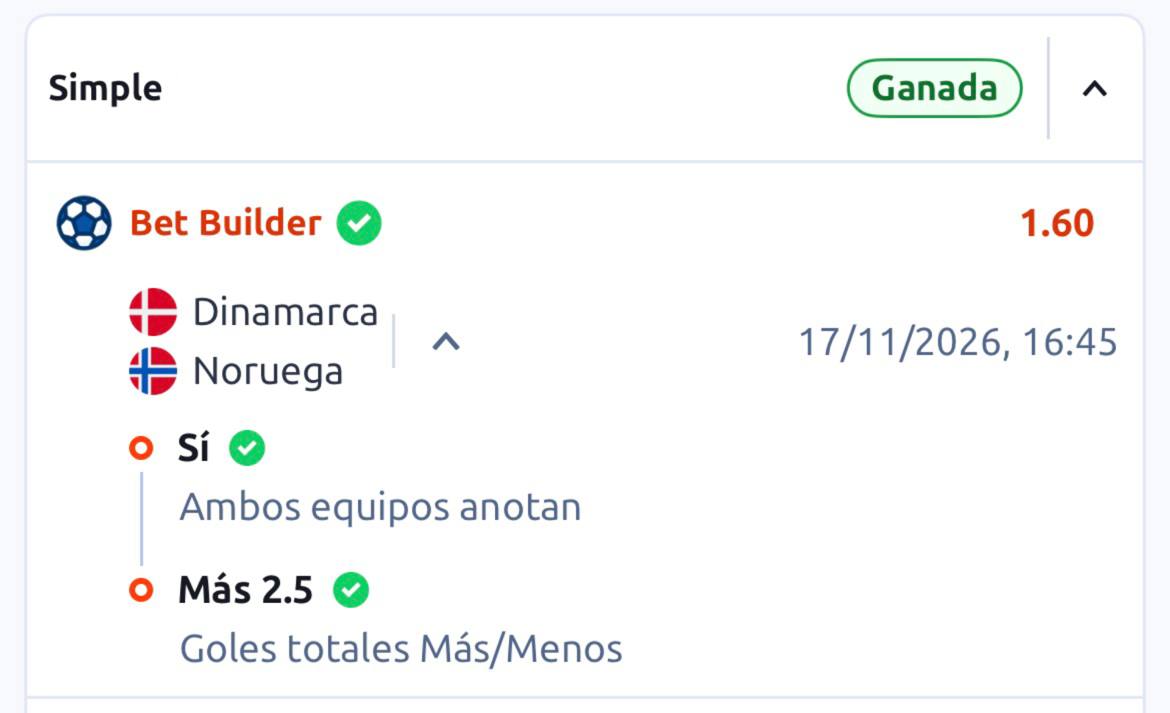 Simple
Ganada
Bet Builder
1.60
Dinamarca
Noruega
17/11/2026, 16:45
Sí
Ambos equipos anotan
Más 2.5
Goles totales Más/Menos